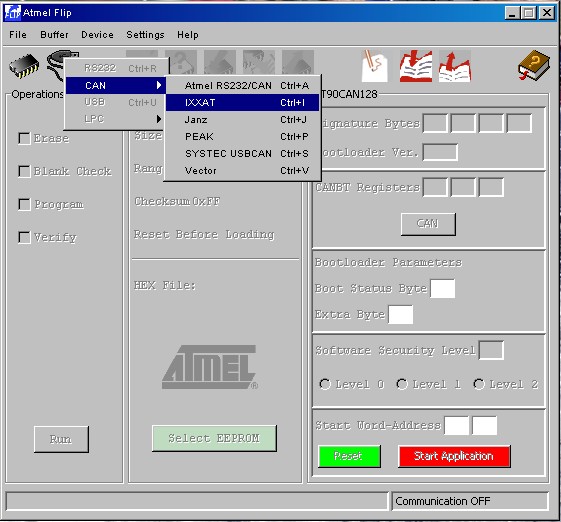 Atmel Flip
File Buffer Device Settings Help
RS232 Ctrl+R
CAN
USB Ctrl+U
LPC
Atmel RS232/CAN Ctrl+A
IXXAT Ctrl+I
Janz Ctrl+J
PEAK Ctrl+P
SYSTEC USBCAN Ctrl+S
Vector Ctrl+V
Operations
Erase
Blank Check
Program
Verify
Run
Size
Rang
Checksum 0xFF
Reset Before Loading
HEX File:
ATMEL
Select EEPROM
T90CAN128
ignature Bytes
ootloader Ver.
CANBT Registers
CAN
Bootloader Parameters
Boot Status Byte
Extra Byte
Software Security Level
Level 0 Level 1 Level 2
Start Word-Address
Reset Start Application
Communication OFF